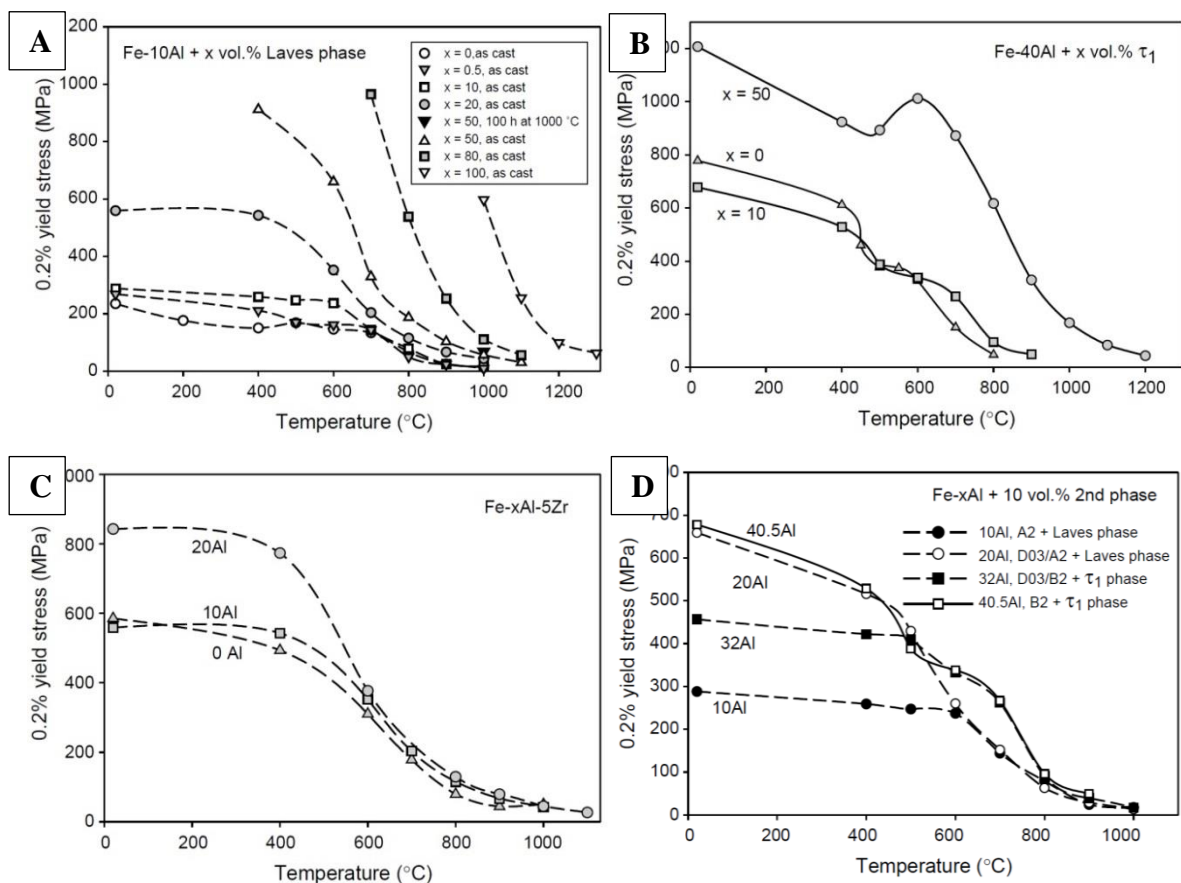 A
Fe-10Al + x vol.% Laves phase
x = 0,as cast
x = 0.5, as cast
x = 10, as cast
x = 20, as cast
x = 50, 100 h at 1000 °C
x = 50, as cast
x = 80, as cast
x = 100, as cast
0.2% yield stress (MPa)
200
1000
800
600
400
200
0
0 200 400 600 800 1000 1200
Temperature (°C)
B
Fe-40Al + x vol.% τ1
x = 50
x = 0
x = 10
0.2% yield stress (MPa)
200
1000
800
600
400
200
0
0 200 400 600 800 1000 1200
Temperature (°C)
C
Fe-xAl-5Zr
20Al
10Al
0 Al
0.2% yield stress (MPa)
000
800
600
400
200
0
0 200 400 600 800 1000
Temperature (°C)
D
Fe-xAl + 10 vol.% 2nd phase
10Al, A2 + Laves phase
20Al, D03/A2 + Laves phase
32Al, D03/B2 + τ1 phase
40.5Al, B2 + τ1 phase
40.5Al
20Al
32Al
10Al
0.2% yield stress (MPa)
800
700
600
500
400
300
200
100
0
0 200 400 600 800 1000
Temperature (°C)